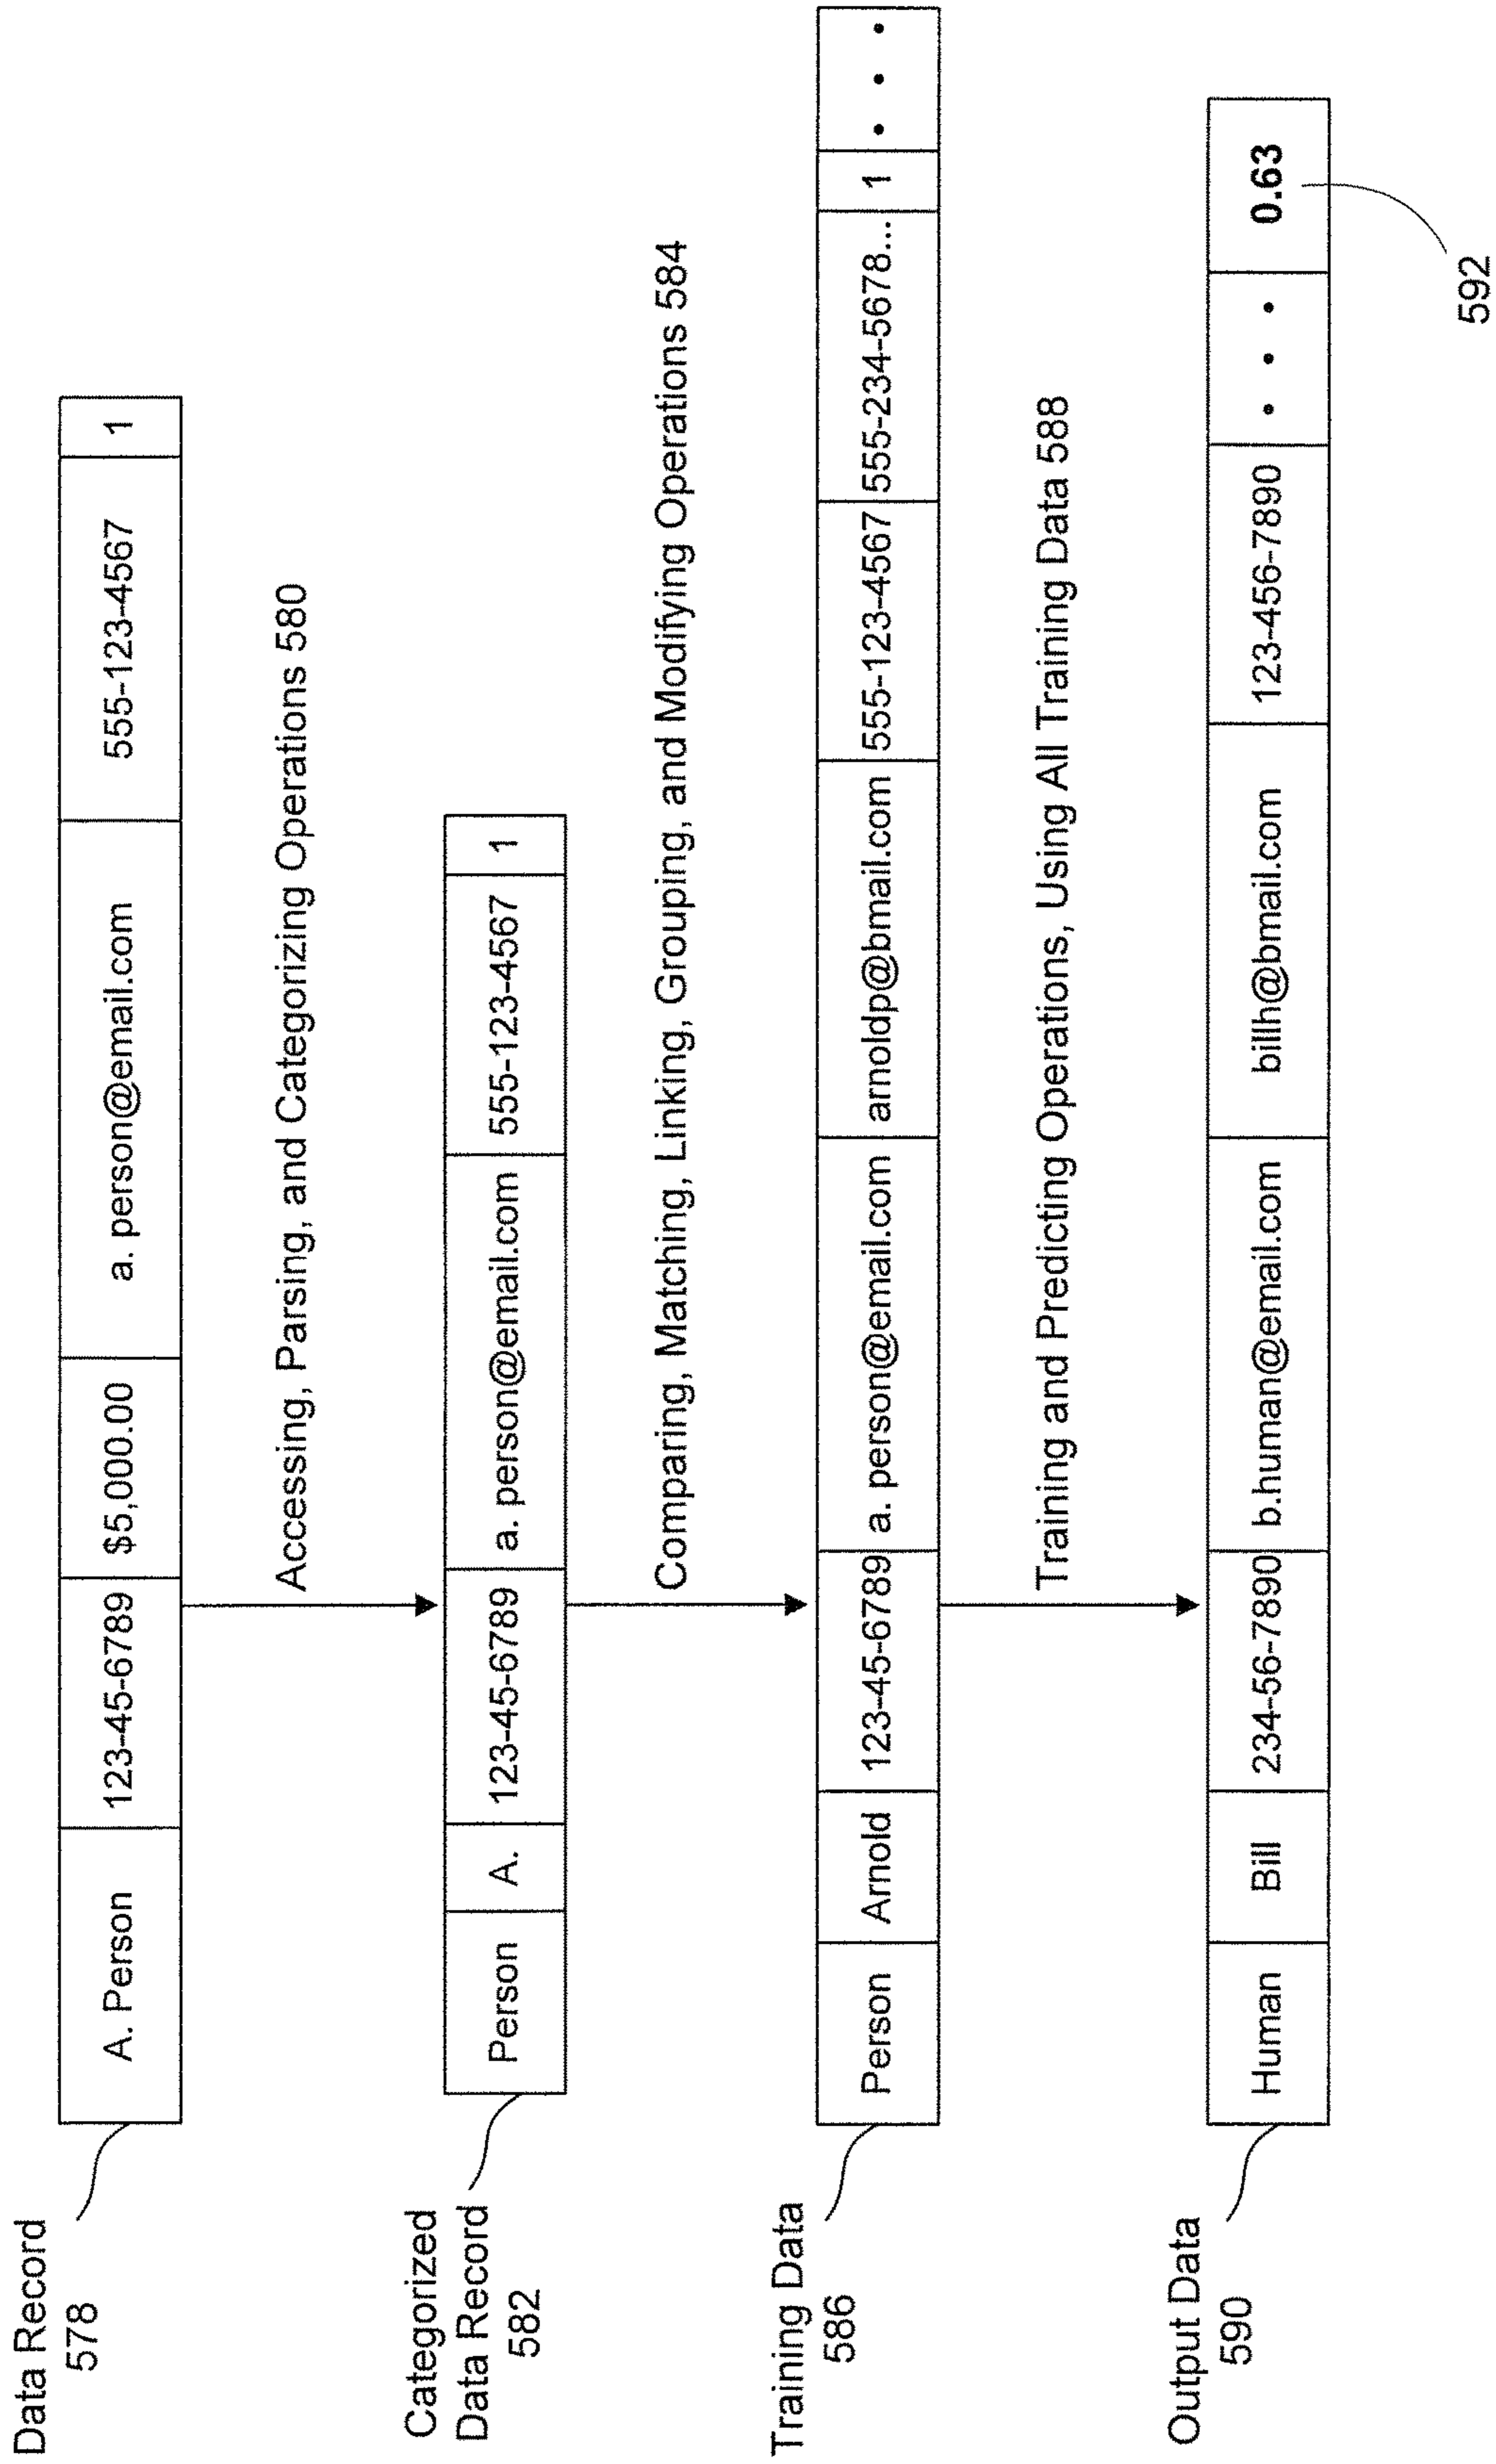 Data Record
578
A. Person 123-45-6789 $5,000.00 a. person@email.com 555-123-4567 1
Accessing, Parsing, and Categorizing Operations 580
Categorized
Data Record
582
Person A. 123-45-6789 a. person@email.com 555-123-4567 1
Comparing, Matching, Linking, Grouping, and Modifying Operations 584
Training Data
586
Person Arnold 123-45-6789 a. person@email.com arnoldp@bmail.com 555-123-4567 555-234-5678... 1 • • •
Training and Predicting Operations, Using All Training Data 588
Output Data
590
Human Bill 234-56-7890 b.human@email.com billh@bmail.com 123-456-7890 • • • 0.63
592